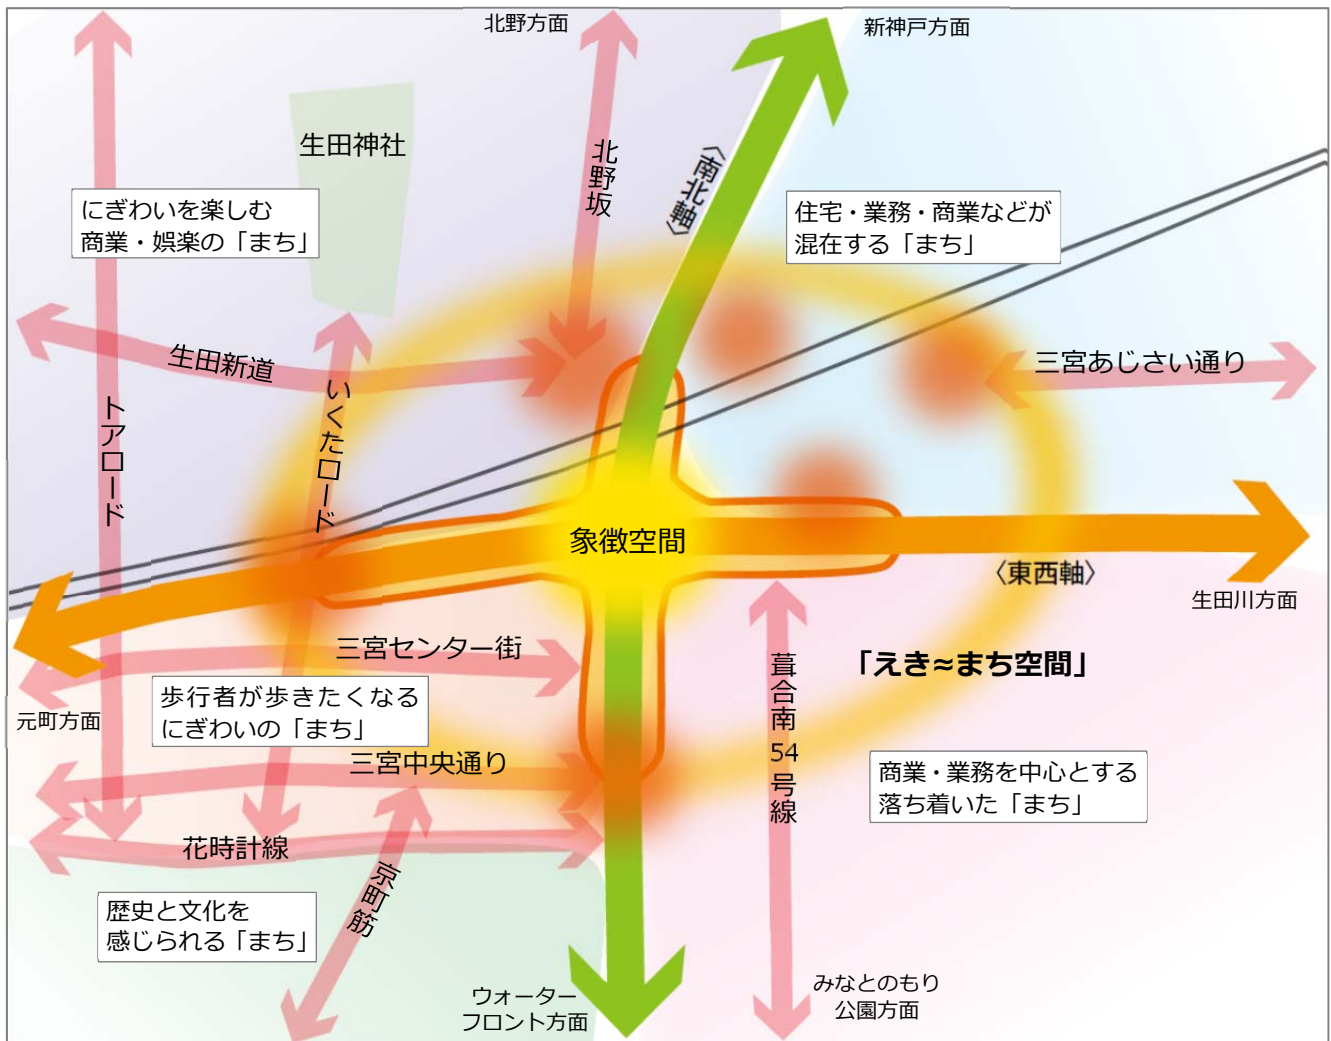 北野方面
新神戸方面
生田神社
北野坂
〈南北軸〉
にぎわいを楽しむ
商業・娯楽の「まち」
住宅・業務・商業などが
混在する「まち」
生田新道
三宮あじさい通り
トアロード
いくたロード
象徴空間
〈東西軸〉
生田川方面
三宮センター街
「えき≈まち空間」
葺合南54号線
元町方面
歩行者が歩きたくなる
にぎわいの「まち」
三宮中央通り
商業・業務を中心とする
落ち着いた「まち」
花時計線
京町筋
歴史と文化を
感じられる「まち」
ウォーター
フロント方面
みなとのもり
公園方面